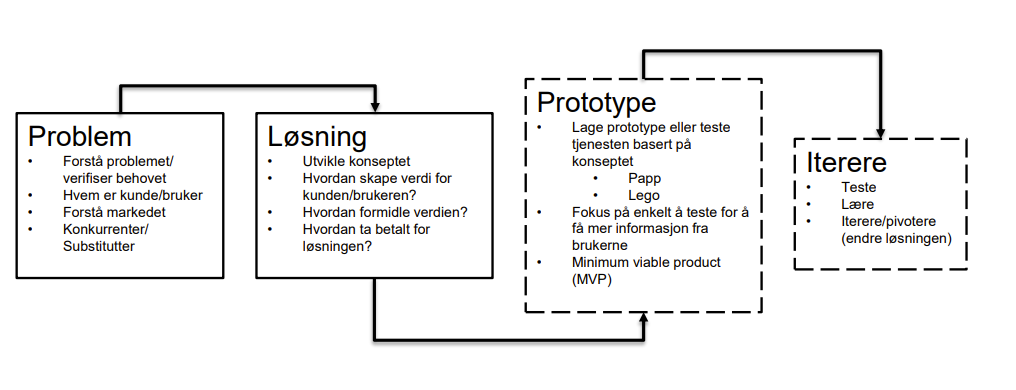 Problem
• Forstå problemet/
verifiser behovet
• Hvem er kunde/bruker
• Forstå markedet
• Konkurrenter/
Substitutter
Løsning
• Utvikle konseptet
• Hvordan skape verdi for
kunden/brukeren?
• Hvordan formidle verdien?
• Hvordan ta betalt for
løsningen?
Prototype
• Lage prototype eller teste
tjenesten basert på
konseptet
• Papp
• Lego
• Fokus på enkelt å teste for å
få mer informasjon fra
brukerne
• Minimum viable product
(MVP)
Iterere
• Teste
• Lære
• Iterere/pivotere
(endre løsningen)